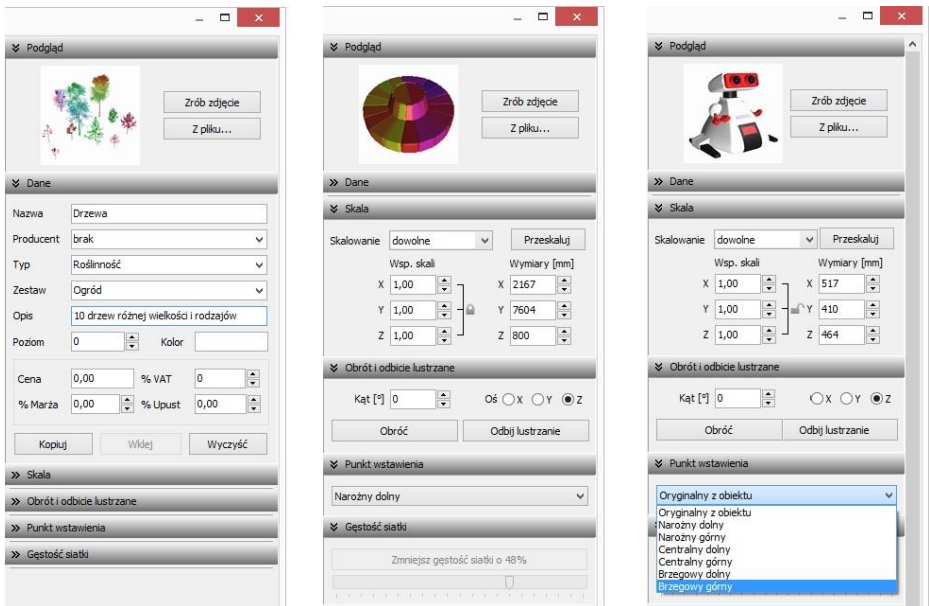 Podgląd
Zrób zdjęcie
Z pliku...
Dane
Nazwa Drzewa
Producent brak
Typ Roślinność
Zestaw Ogród
Opis 10 drzew różnej wielkości i rodzajów
Poziom 0 Kolor
Cena 0,00 % VAT 0
% Marża 0,00 % Upust 0,00
Kopiuj Wklej Wyczyść
Skala
Obrót i odbicie lustrzane
Punkt wstawienia
Gęstość siatki
Podgląd
Zrób zdjęcie
Z pliku...
Dane
Skala
Skalowanie dowolne Przeskaluj
Wsp. skali Wymiary [mm]
X 1,00 X 2167
Y 1,00 Y 7604
Z 1,00 Z 800
Obrót i odbicie lustrzane
Kąt [°] 0 Oś X Y Z
Obróć Odbij lustrzanie
Punkt wstawienia
Narożny dolny
Gęstość siatki
Zmniejsz gęstość siatki o 48%
Podgląd
Zrób zdjęcie
Z pliku...
Dane
Skala
Skalowanie dowolne Przeskaluj
Wsp. skali Wymiary [mm]
X 1,00 X 517
Y 1,00 Y 410
Z 1,00 Z 464
Obrót i odbicie lustrzane
Kąt [°] 0 X Y Z
Obróć Odbij lustrzanie
Punkt wstawienia
Oryginalny z obiektu
Oryginalny z obiektu
Narożny dolny
Narożny górny
Centralny dolny
Centralny górny
Brzegowy dolny
Brzegowy górny